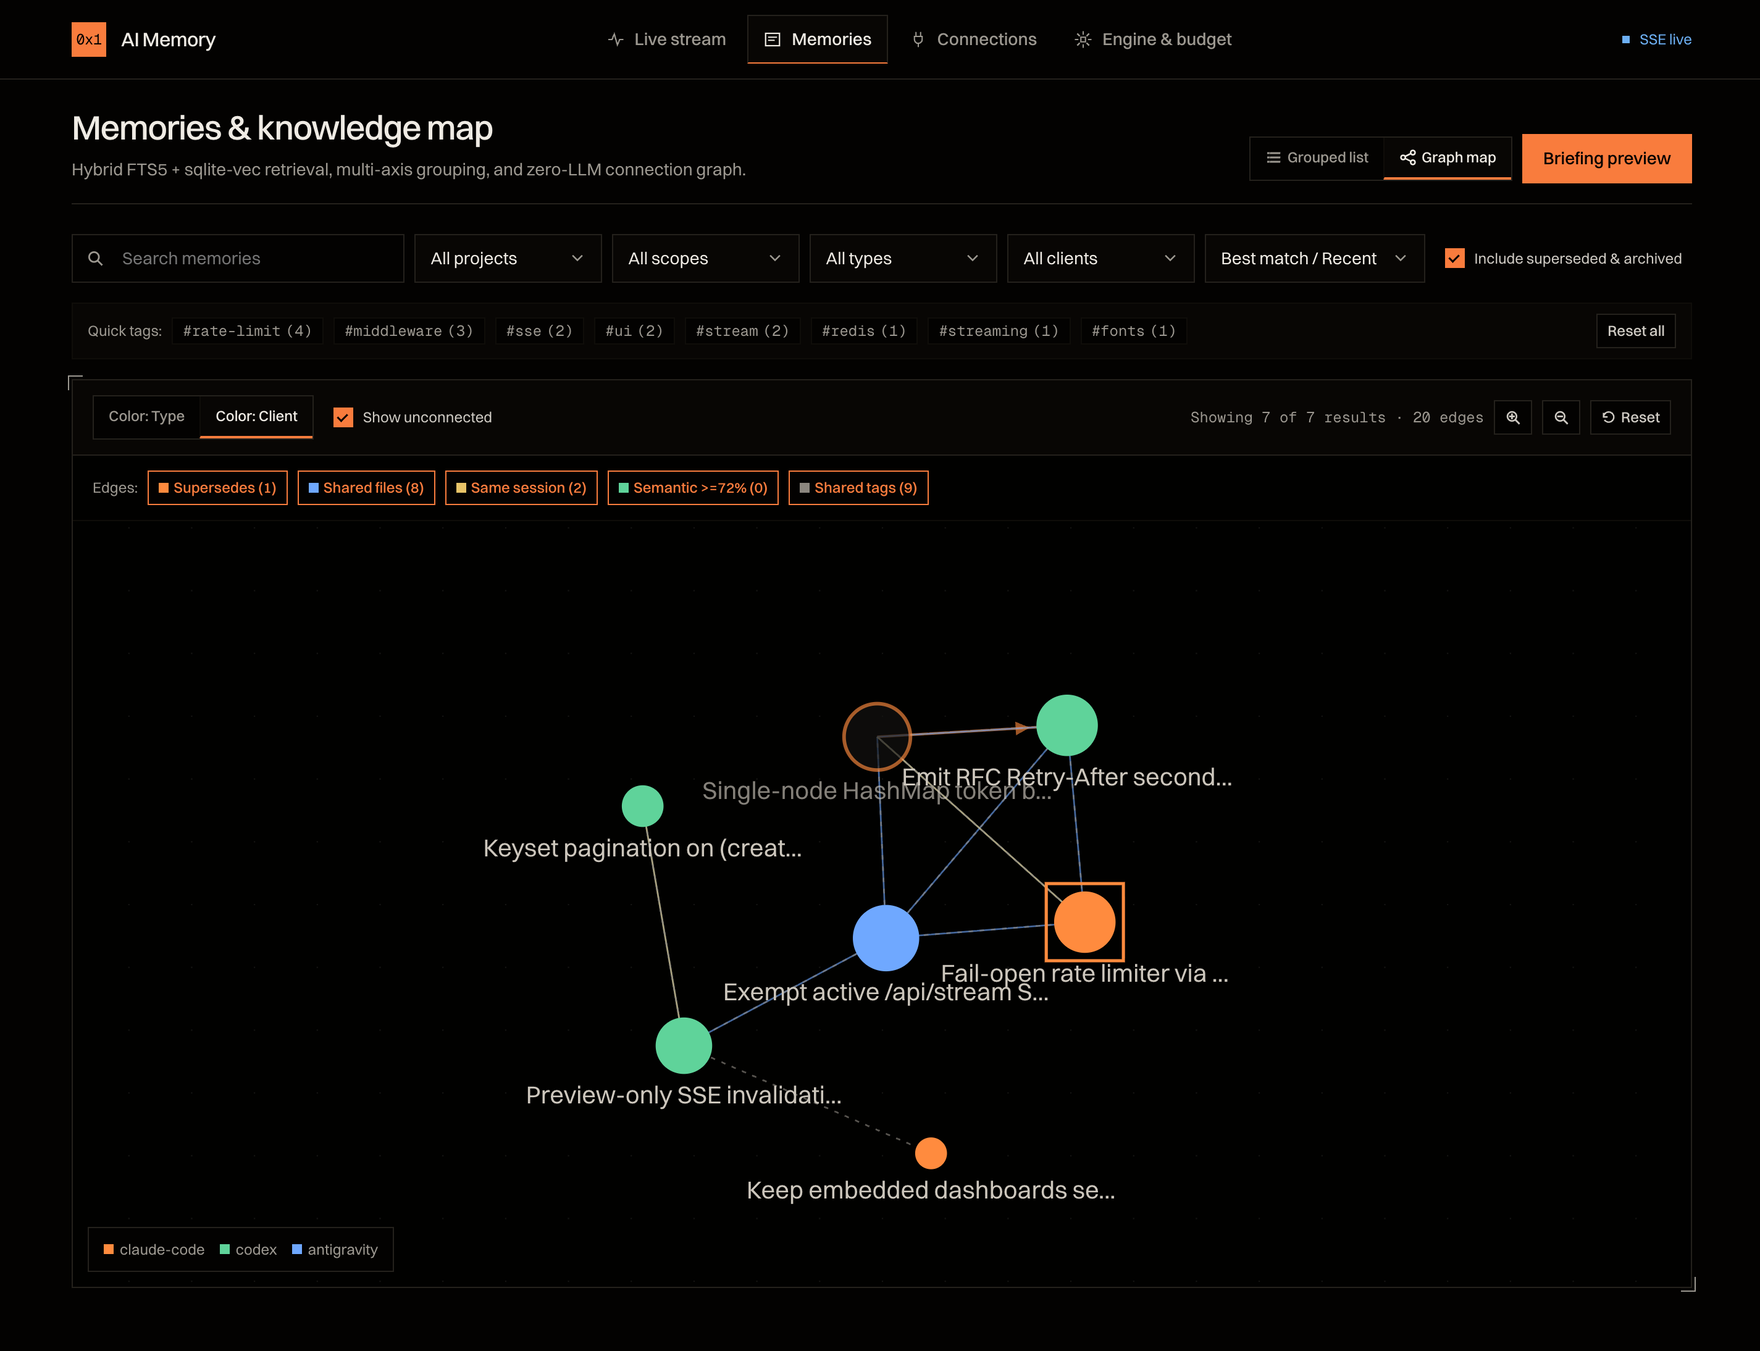 0x1 AI Memory Live stream Memories Connections Engine & budget SSE live
Memories & knowledge map
Hybrid FTS5 + sqlite-vec retrieval, multi-axis grouping, and zero-LLM connection graph.
Grouped list Graph map Briefing preview
Search memories All projects All scopes All types All clients Best match / Recent Include superseded & archived
Quick tags: #rate-limit (4) #middleware (3) #sse (2) #ui (2) #stream (2) #redis (1) #streaming (1) #fonts (1) Reset all
Color: Type Color: Client Show unconnected Showing 7 of 7 results · 20 edges Reset
Edges: Supersedes (1) Shared files (8) Same session (2) Semantic >=72% (0) Shared tags (9)
Emit RFC Retry-After second...
Single-node HashMap token b...
Keyset pagination on (creat...
Fail-open rate limiter via ...
Exempt active /api/stream S...
Preview-only SSE invalidati...
Keep embedded dashboards se...
claude-code codex antigravity